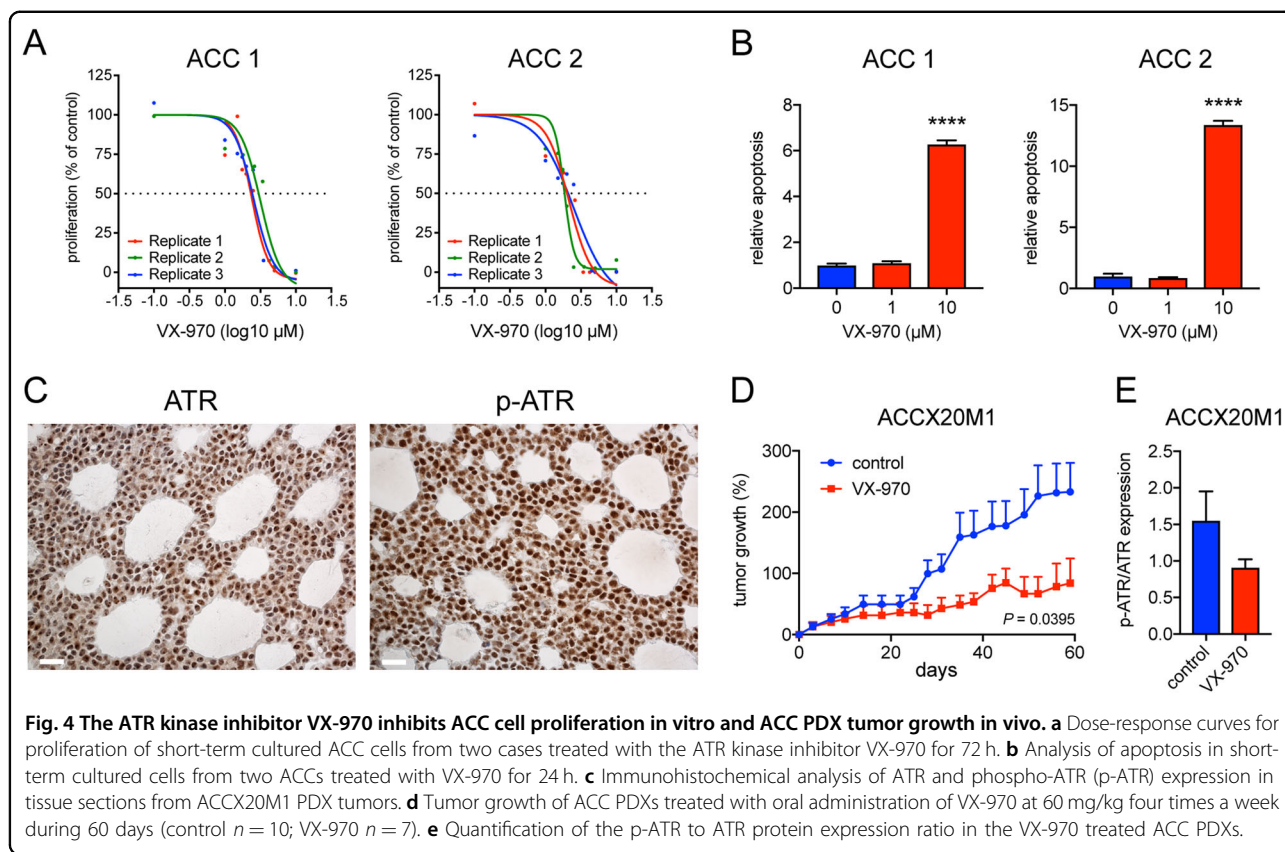 A
ACC 1
ACC 2
proliferation (% of control)
125
100
75
50
25
0
-1.5 -1.0 -0.5 0.0 0.5 1.0 1.5
Replicate 1
Replicate 2
Replicate 3
VX-970 (log10 µM)
proliferation (% of control)
125
100
75
50
25
0
-1.5 -1.0 -0.5 0.0 0.5 1.0 1.5
Replicate 1
Replicate 2
Replicate 3
VX-970 (log10 µM)
B
ACC 1
ACC 2
relative apoptosis
8
6
4
2
0
****
0 1 10
VX-970 (µM)
relative apoptosis
15
10
5
0
****
0 1 10
VX-970 (µM)
C
ATR
p-ATR
D
ACCX20M1
tumor growth (%)
300
200
100
0
control
VX-970
P = 0.0395
0 20 40 60
days
E
ACCX20M1
p-ATR/ATR expression
2.5
2.0
1.5
1.0
0.5
0.0
control
VX-970
Fig. 4 The ATR kinase inhibitor VX-970 inhibits ACC cell proliferation in vitro and ACC PDX tumor growth in vivo. a Dose-response curves for
proliferation of short-term cultured ACC cells from two cases treated with the ATR kinase inhibitor VX-970 for 72 h. b Analysis of apoptosis in short-
term cultured cells from two ACCs treated with VX-970 for 24 h. c Immunohistochemical analysis of ATR and phospho-ATR (p-ATR) expression in
tissue sections from ACCX20M1 PDX tumors. d Tumor growth of ACC PDXs treated with oral administration of VX-970 at 60 mg/kg four times a week
during 60 days (control n = 10; VX-970 n = 7). e Quantification of the p-ATR to ATR protein expression ratio in the VX-970 treated ACC PDXs.